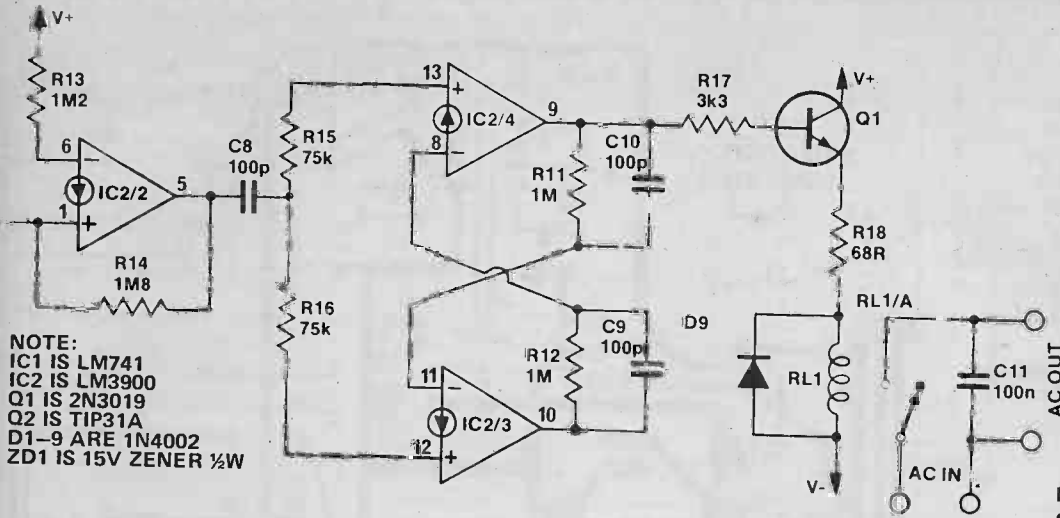 V+
R13
1M2
6
−
IC2/2
5
1
+
R14
1M8
C8
100p
R15
75k
R16
75k
13
+
IC2/4
9
8
−
R11
1M
C10
100p
R17
3k3
V+
Q1
R18
68R
RL1/A
11
−
IC2/3
10
12
+
R12
1M
C9
100p
D9
RL1
V-
C11
100n
AC OUT
AC IN
NOTE:
IC1 IS LM741
IC2 IS LM3900
Q1 IS 2N3019
Q2 IS TIP31A
D1–9 ARE 1N4002
ZD1 IS 15V ZENER ½W